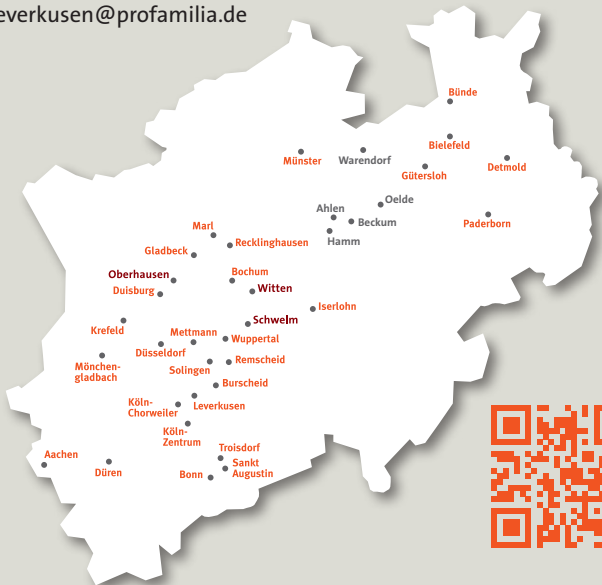 everkusen@profamilia.de
Bünde
Bielefeld
Münster
Warendorf
Gütersloh
Detmold
Oelde
Ahlen
Beckum
Paderborn
Hamm
Marl
Recklinghausen
Gladbeck
Oberhausen
Bochum
Duisburg
Witten
Iserlohn
Krefeld
Schwelm
Mettmann
Wuppertal
Düsseldorf
Mönchen-
gladbach
Solingen
Remscheid
Burscheid
Köln-
Chorweiler
Leverkusen
Köln-
Zentrum
Troisdorf
Aachen
Düren
Bonn
Sankt
Augustin